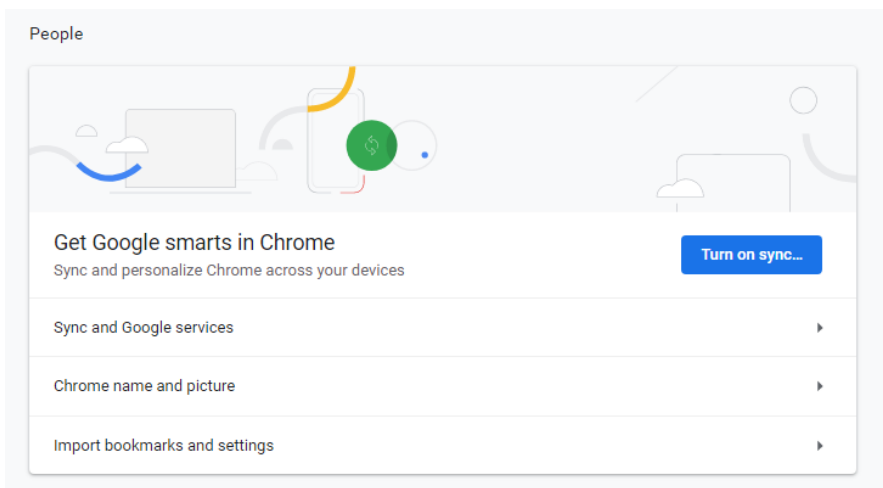 People
Get Google smarts in Chrome
Sync and personalize Chrome across your devices
Turn on sync...
Sync and Google services
Chrome name and picture
Import bookmarks and settings